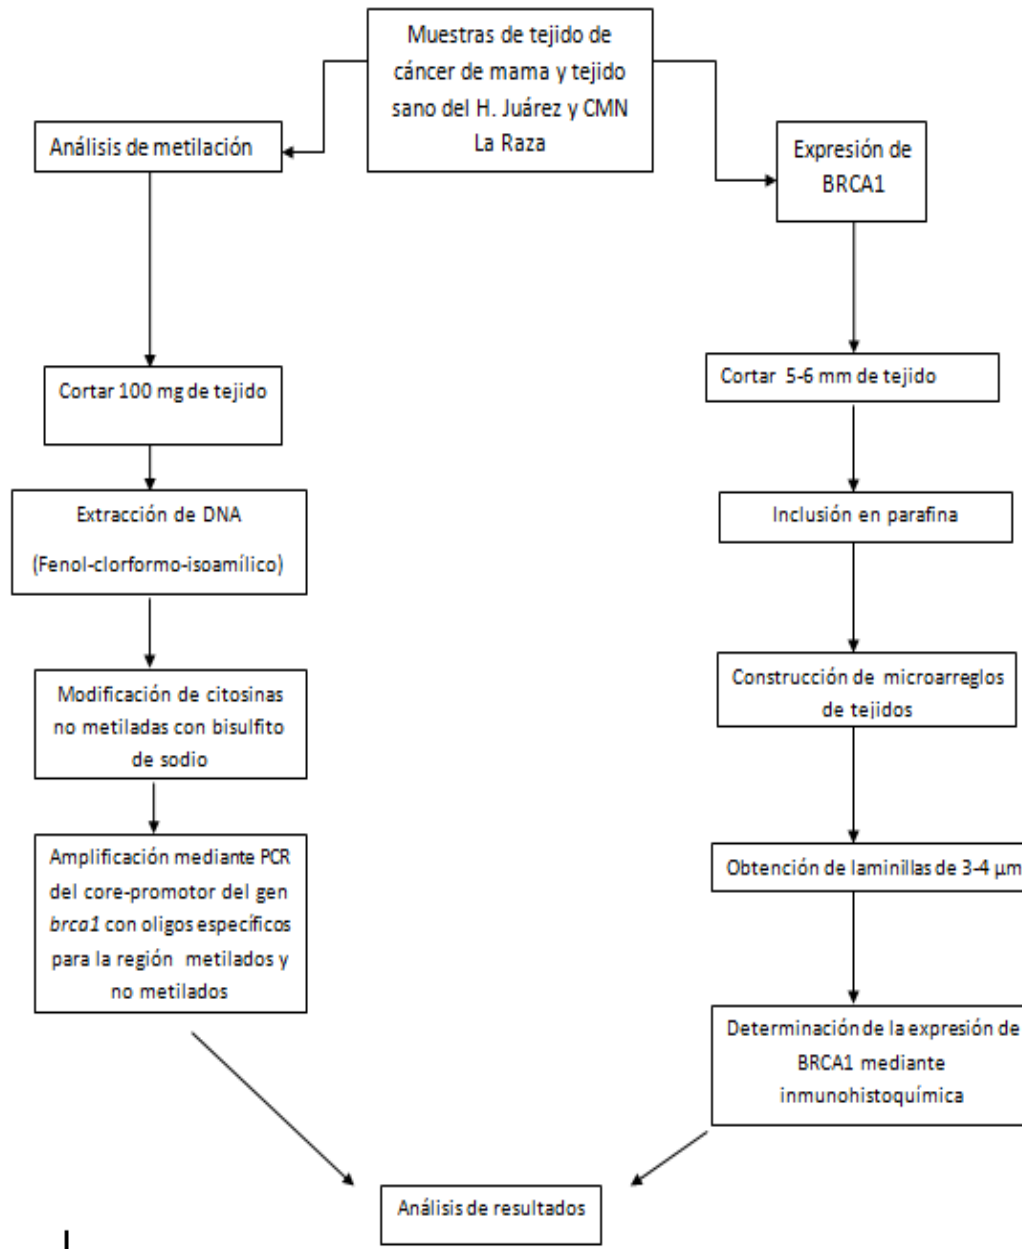 Muestras de tejido de
cáncer de mama y tejido
sano del H. Juárez y CMN
La Raza
Análisis de metilación
Expresión de
BRCA1
Cortar 100 mg de tejido
Cortar 5-6 mm de tejido
Extracción de DNA
(Fenol-clorformo-isoamílico)
Inclusión en parafina
Modificación de citosinas
no metiladas con bisulfito
de sodio
Construcción de microarreglos
de tejidos
Amplificación mediante PCR
del core-promotor del gen
brca1 con oligos específicos
para la región metilados y
no metilados
Obtención de laminillas de 3-4 µm
Determinación de la expresión de
BRCA1 mediante
inmunohistoquímica
Análisis de resultados